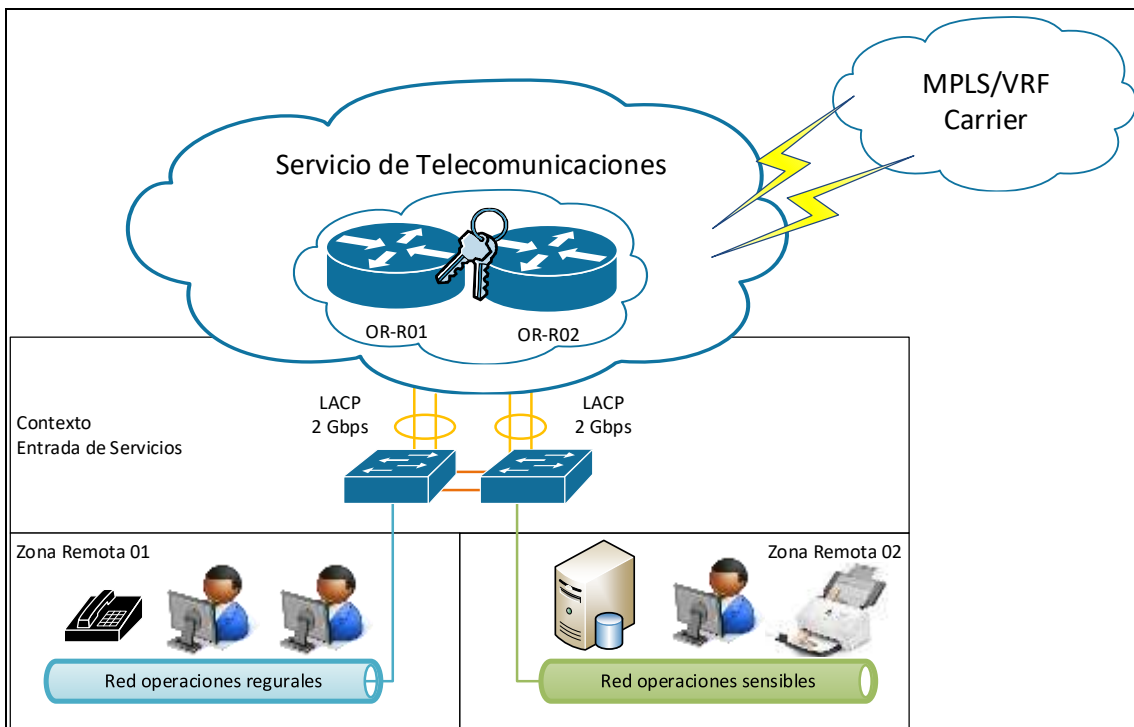 MPLS/VRF
Carrier
Servicio de Telecomunicaciones
OR-R01
OR-R02
LACP
2 Gbps
LACP
2 Gbps
Contexto
Entrada de Servicios
Zona Remota 01
Zona Remota 02
Red operaciones regurales
Red operaciones sensibles